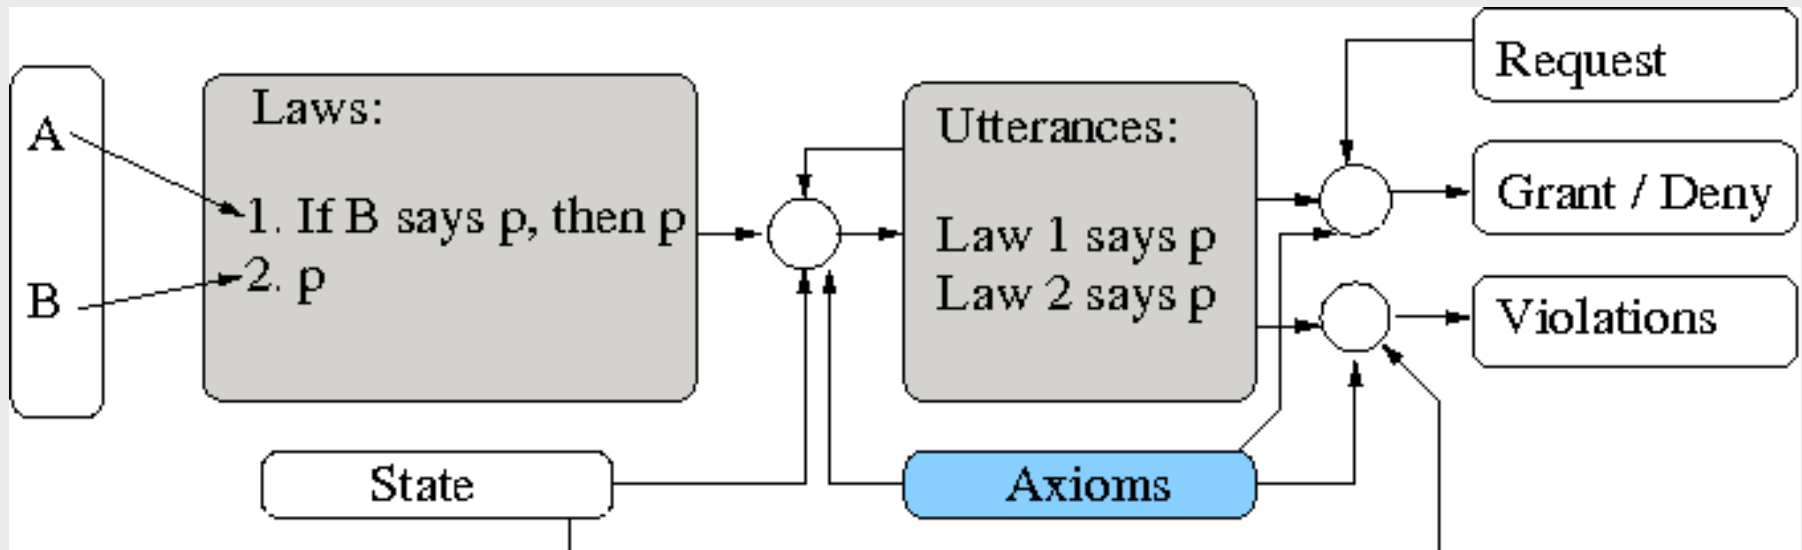 A
B
Laws:
1. If B says p, then p
2. p
Utterances:
Law 1 says p
Law 2 says p
Request
Grant / Deny
Violations
State
Axioms